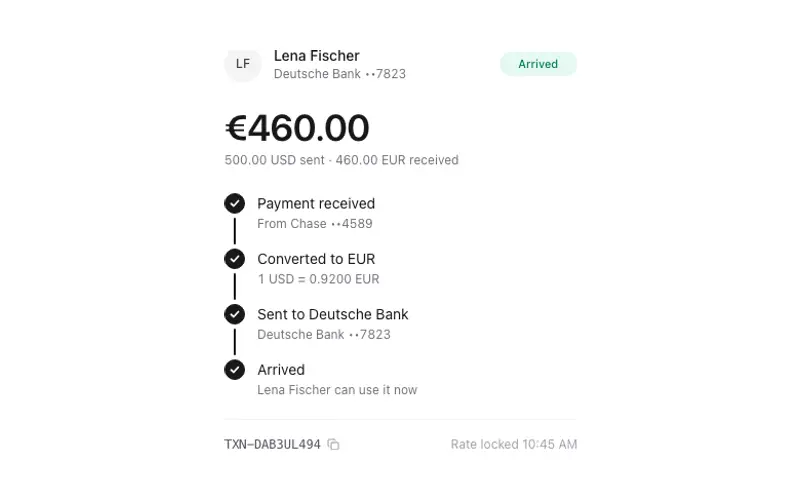 LF
Lena Fischer
Deutsche Bank ••7823
Arrived
€460.00
500.00 USD sent · 460.00 EUR received
Payment received
From Chase ••4589
Converted to EUR
1 USD = 0.9200 EUR
Sent to Deutsche Bank
Deutsche Bank ••7823
Arrived
Lena Fischer can use it now
TXN–DAB3UL494
Rate locked 10:45 AM